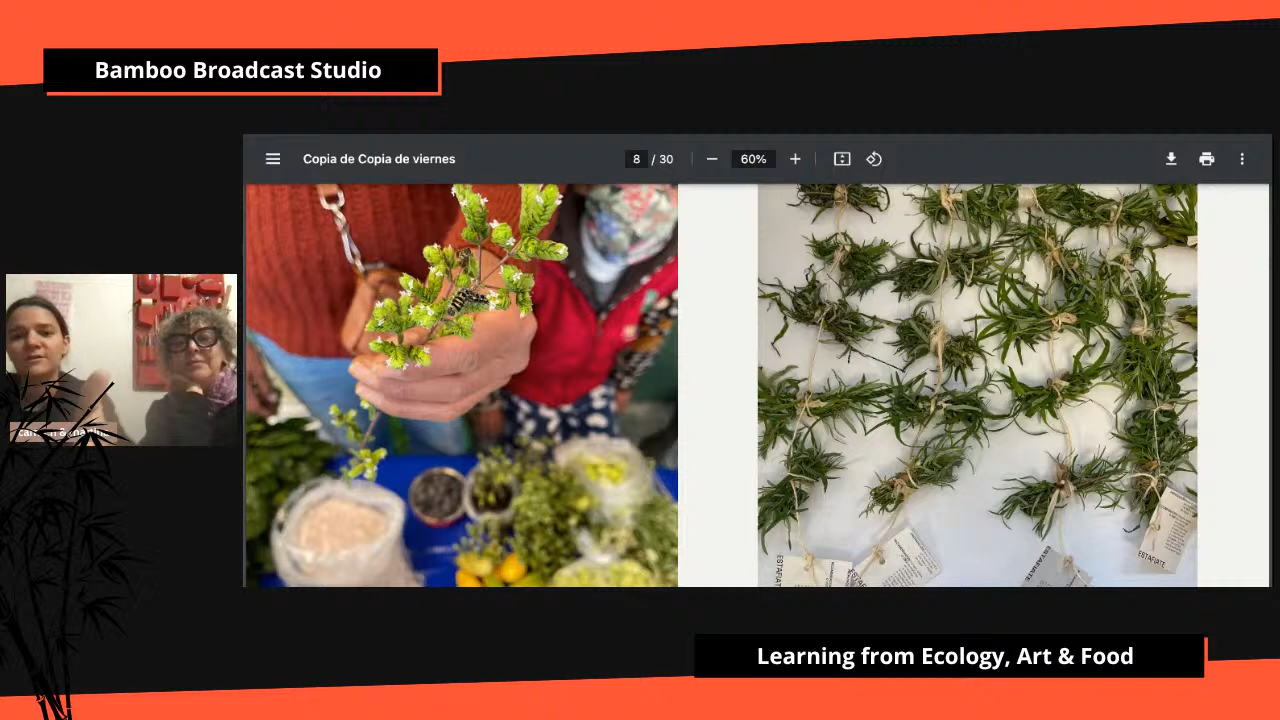 Bamboo Broadcast Studio
Copia de Copia de viernes
8 / 30
60%
ESTAFIATE
ESTAFIATE
ESTAFIATE
Learning from Ecology, Art & Food